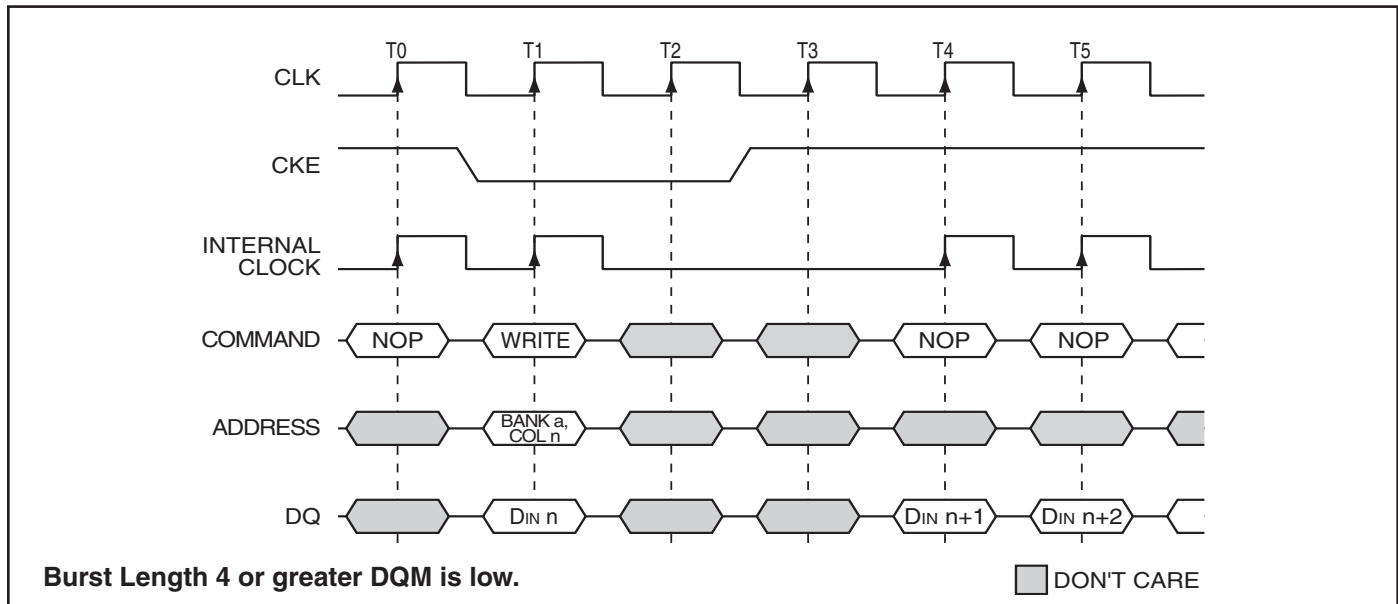 T0 T1 T2 T3 T4 T5
CLK
CKE
INTERNAL
CLOCK
COMMAND NOP WRITE NOP NOP
ADDRESS BANK a,
COL n
DQ DIN n DIN n+1 DIN n+2
Burst Length 4 or greater DQM is low. DON'T CARE